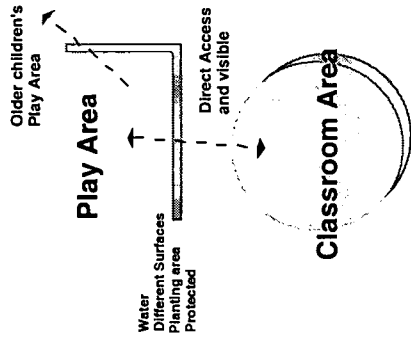 Older children's
Play Area
Play Area
Direct Access
and visible
Water
Different Surfaces
Planting area
Protected
Classroom Area